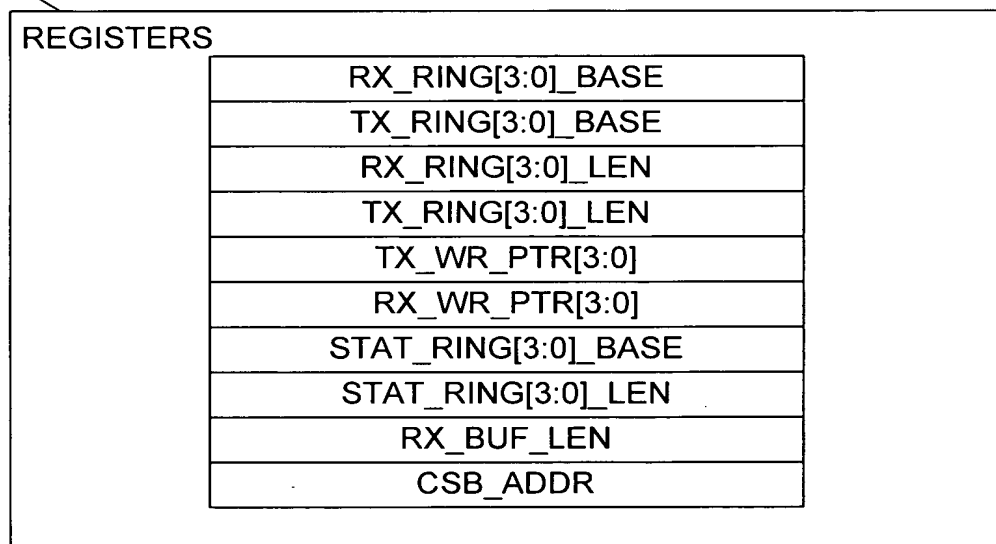 REGISTERS
RX_RING[3:0]_BASE
TX_RING[3:0]_BASE
RX_RING[3:0]_LEN
TX_RING[3:0]_LEN
TX_WR_PTR[3:0]
RX_WR_PTR[3:0]
STAT_RING[3:0]_BASE
STAT_RING[3:0]_LEN
RX_BUF_LEN
CSB_ADDR